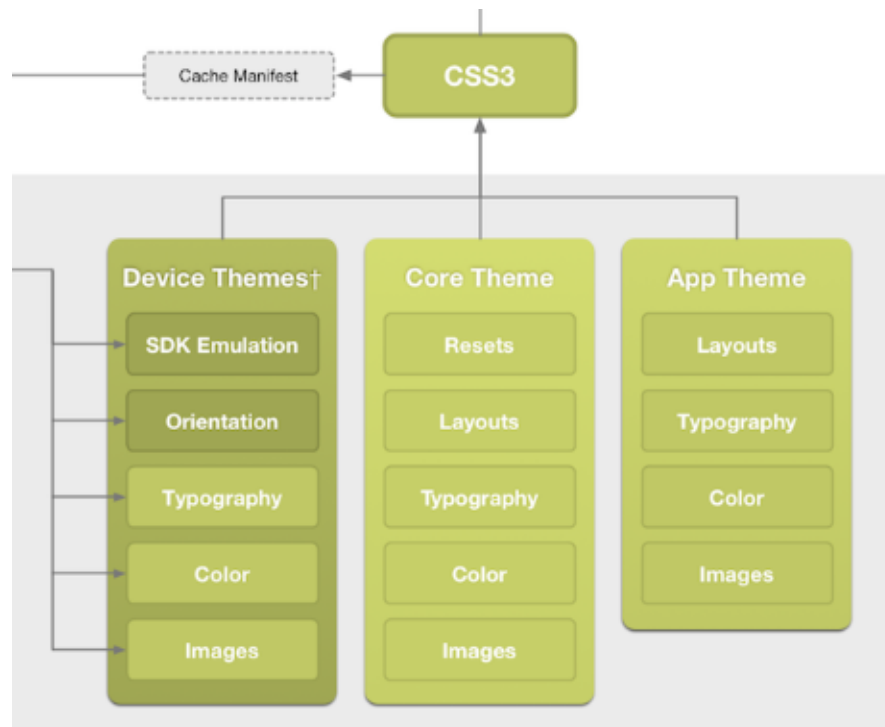 Cache Manifest
CSS3
Device Themes†
SDK Emulation
Orientation
Typography
Color
Images
Core Theme
Resets
Layouts
Typography
Color
Images
App Theme
Layouts
Typography
Color
Images